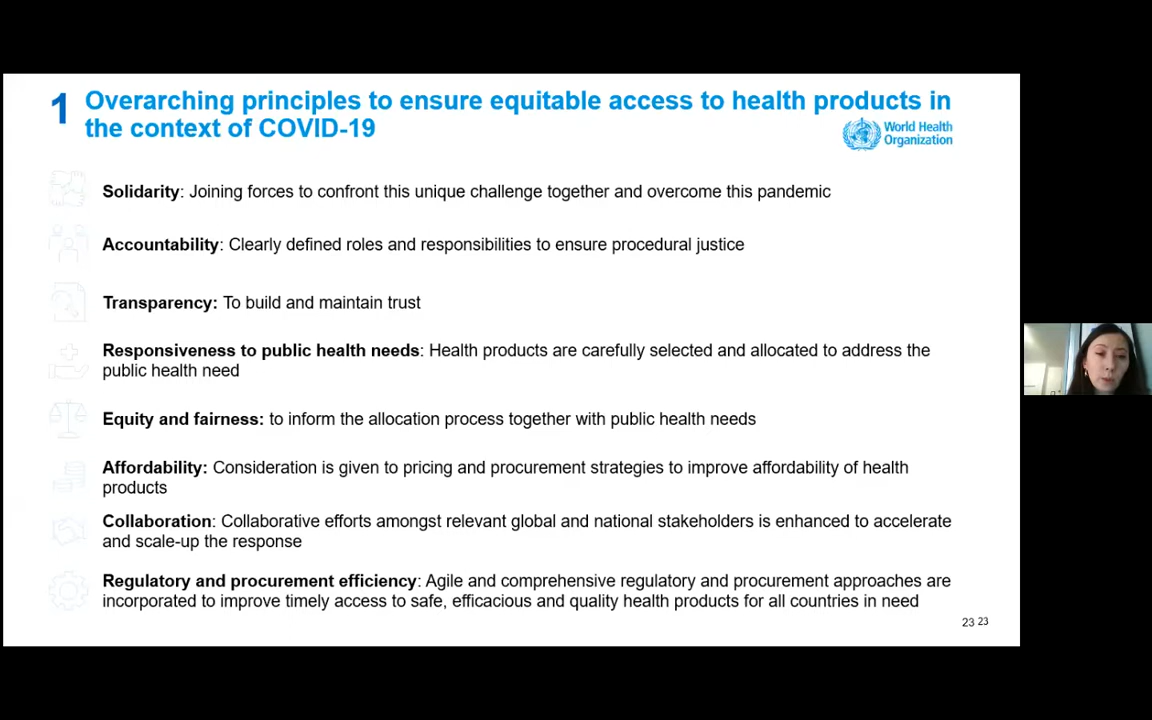 1
Overarching principles to ensure equitable access to health products in
the context of COVID-19
World Health
Organization
Solidarity: Joining forces to confront this unique challenge together and overcome this pandemic
Accountability: Clearly defined roles and responsibilities to ensure procedural justice
Transparency: To build and maintain trust
Responsiveness to public health needs: Health products are carefully selected and allocated to address the
public health need
Equity and fairness: to inform the allocation process together with public health needs
Affordability: Consideration is given to pricing and procurement strategies to improve affordability of health
products
Collaboration: Collaborative efforts amongst relevant global and national stakeholders is enhanced to accelerate
and scale-up the response
Regulatory and procurement efficiency: Agile and comprehensive regulatory and procurement approaches are
incorporated to improve timely access to safe, efficacious and quality health products for all countries in need
23 23